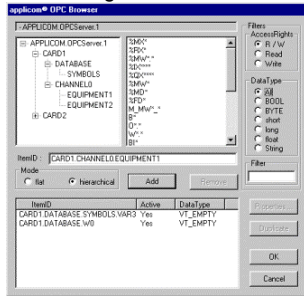 applicom® OPC Browser
- APPLICOM.OPCServer.1
APPLICOM.OPCServer.1
CARD1
DATABASE
SYMBOLS
CHANNEL0
EQUIPMENT1
EQUIPMENT2
CARD2
%MX*
%RX*
%MW*.*
%IX*.*.*
%QX*.*.*
%MW*
%MD*
%FD*
M_MW*_*
B*
O*.*
W*.*
BI*
Filters
AccessRights
R / W
Read
Write
DataType
All
BOOL
BYTE
short
long
float
String
Filter
ItemID :
CARD1.CHANNEL0.EQUIPMENT1
Mode
flat
hierarchical
Add
Remove
ItemID Active DataType
CARD1.DATABASE.SYMBOLS.VAR3 Yes VT_EMPTY
CARD1.DATABASE.W0 Yes VT_EMPTY
Properties...
Duplicate
OK
Cancel